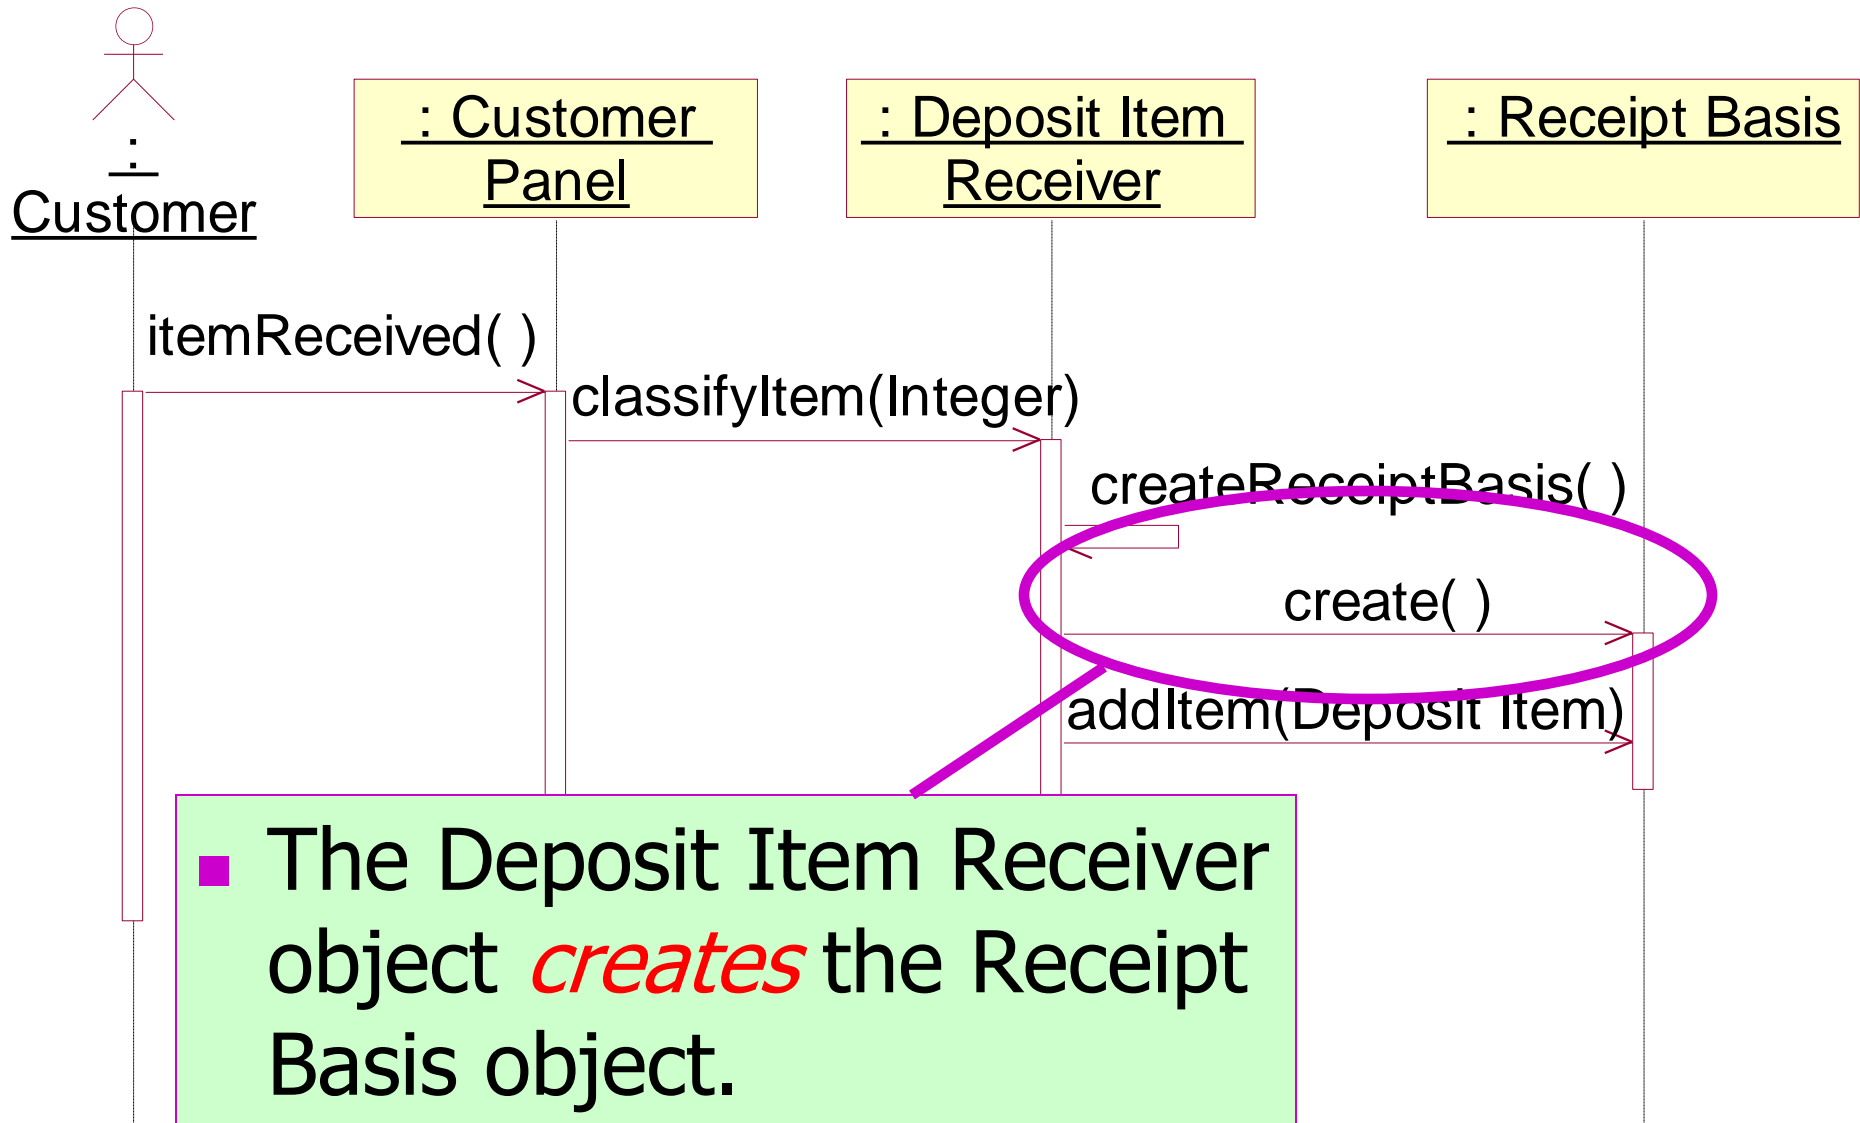 :
Customer
: Customer
Panel
: Deposit Item
Receiver
: Receipt Basis
itemReceived( )
classifyItem(Integer)
createReceiptBasis( )
create( )
addItem(Deposit Item)
The Deposit Item Receiver
object creates the Receipt
Basis object.